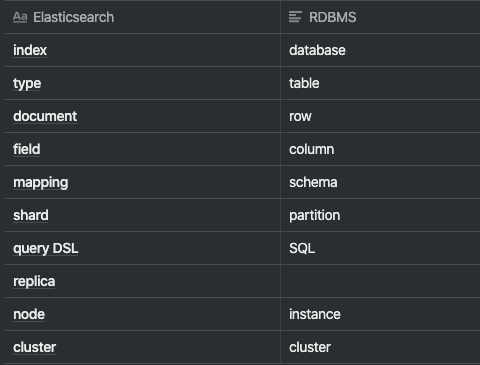 Aa Elasticsearch RDBMS
index database
type table
document row
field column
mapping schema
shard partition
query DSL SQL
replica
node instance
cluster cluster